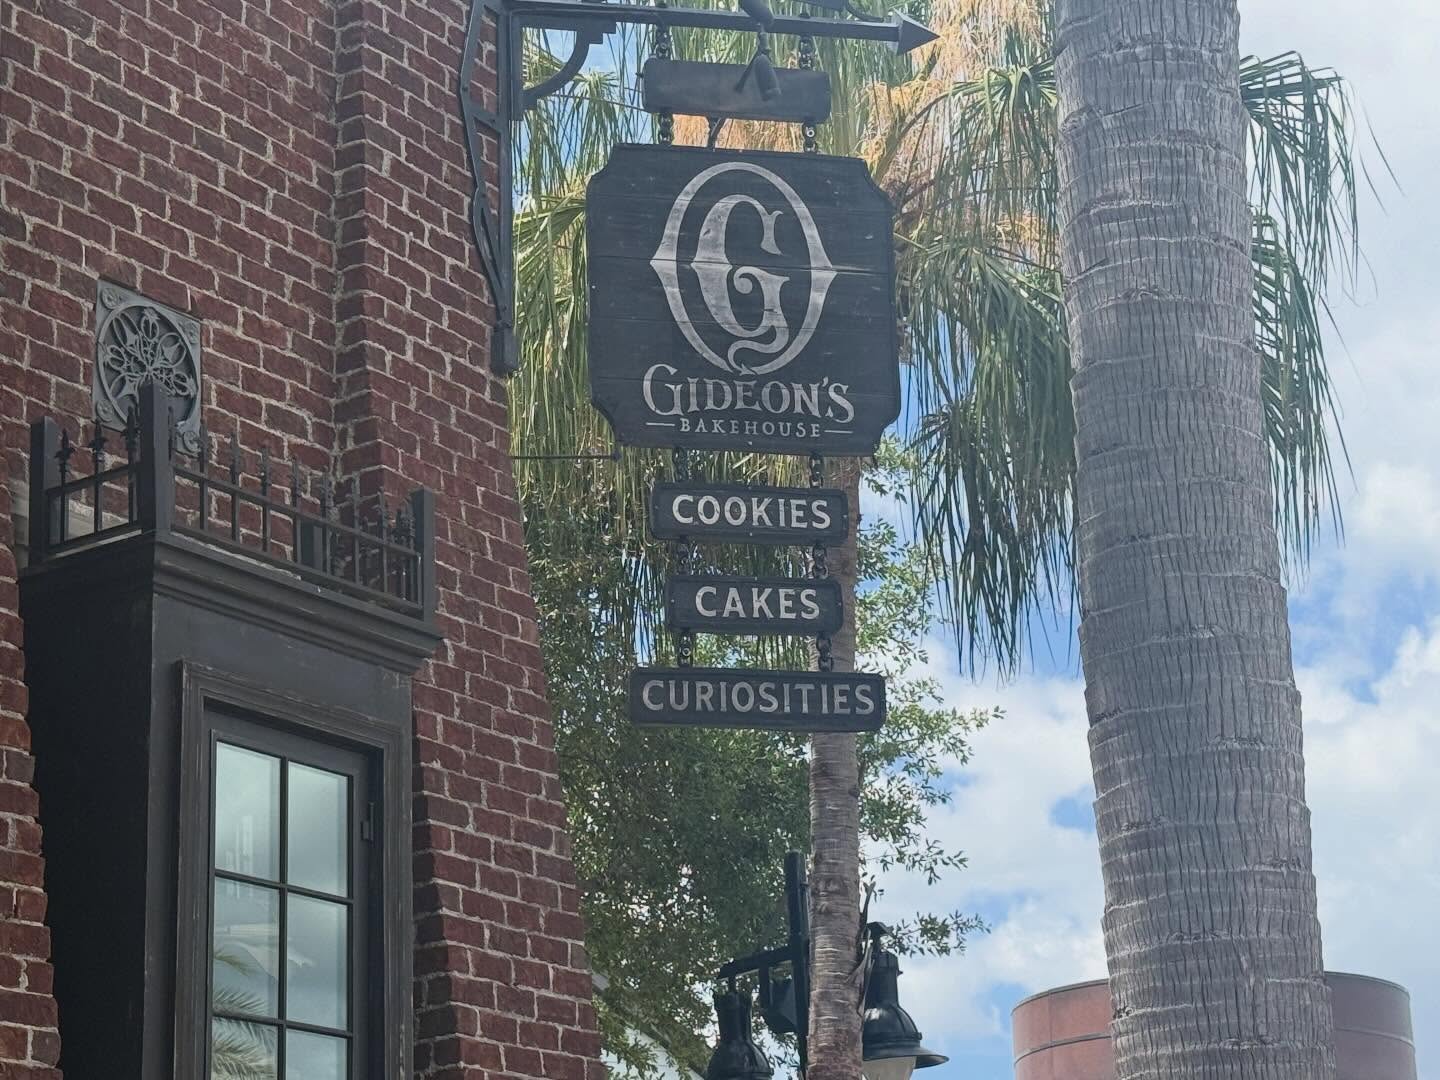 G
GIDEON'S
BAKEHOUSE
COOKIES
CAKES
CURIOSITIES